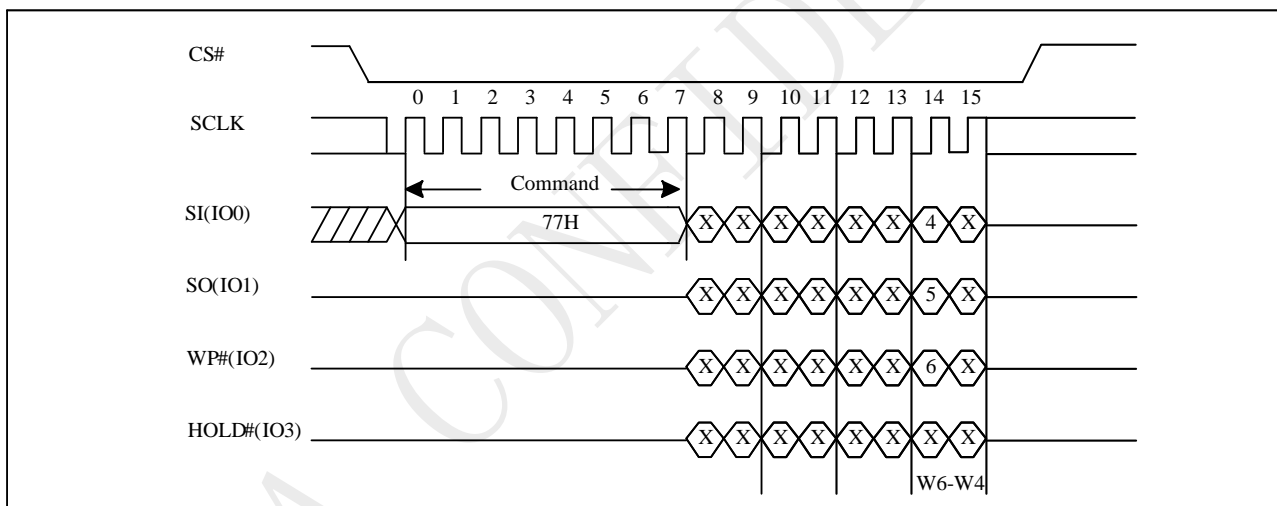 CS#
0 1 2 3 4 5 6 7 8 9 10 11 12 13 14 15
SCLK
Command
SI(IO0) 77H X X X X X X 4 X
SO(IO1) X X X X X X 5 X
WP#(IO2) X X X X X X 6 X
HOLD#(IO3) X X X X X X X X
W6-W4